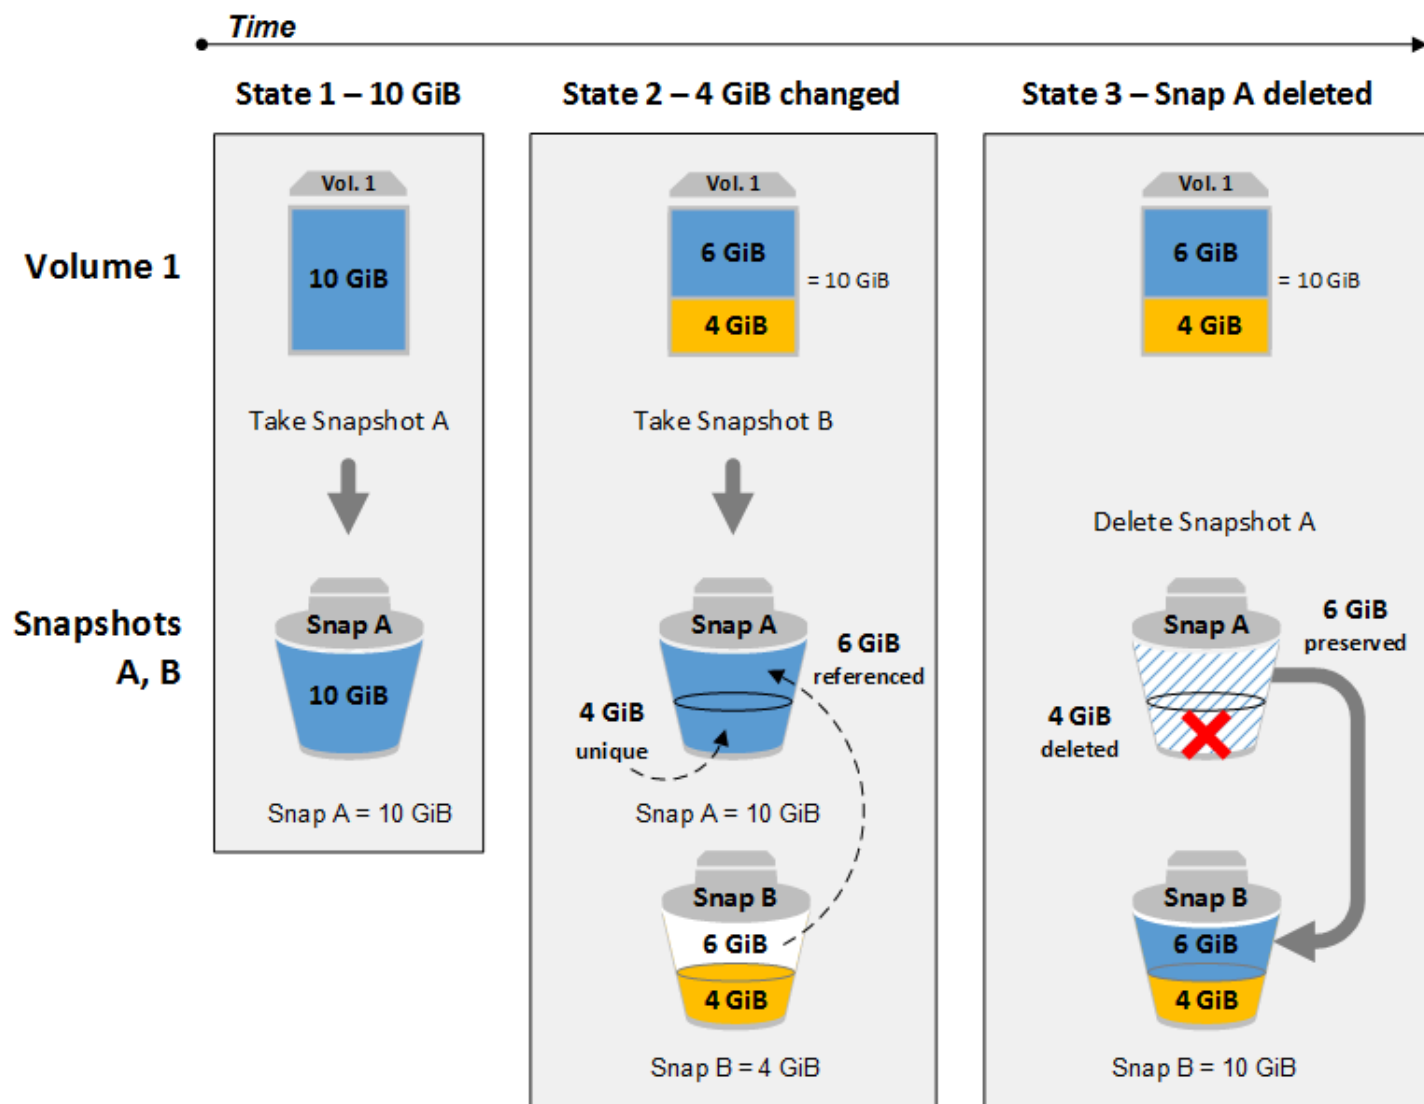 Time
State 1 – 10 GiB
State 2 – 4 GiB changed
State 3 – Snap A deleted
Volume 1
Vol. 1
10 GiB
Vol. 1
6 GiB
4 GiB
= 10 GiB
Vol. 1
6 GiB
4 GiB
= 10 GiB
Take Snapshot A
Take Snapshot B
Delete Snapshot A
Snapshots
A, B
Snap A
10 GiB
Snap A = 10 GiB
Snap A
6 GiB
referenced
4 GiB
unique
Snap A = 10 GiB
Snap B
6 GiB
4 GiB
Snap B = 4 GiB
Snap A
6 GiB
preserved
4 GiB
deleted
Snap B
6 GiB
4 GiB
Snap B = 10 GiB